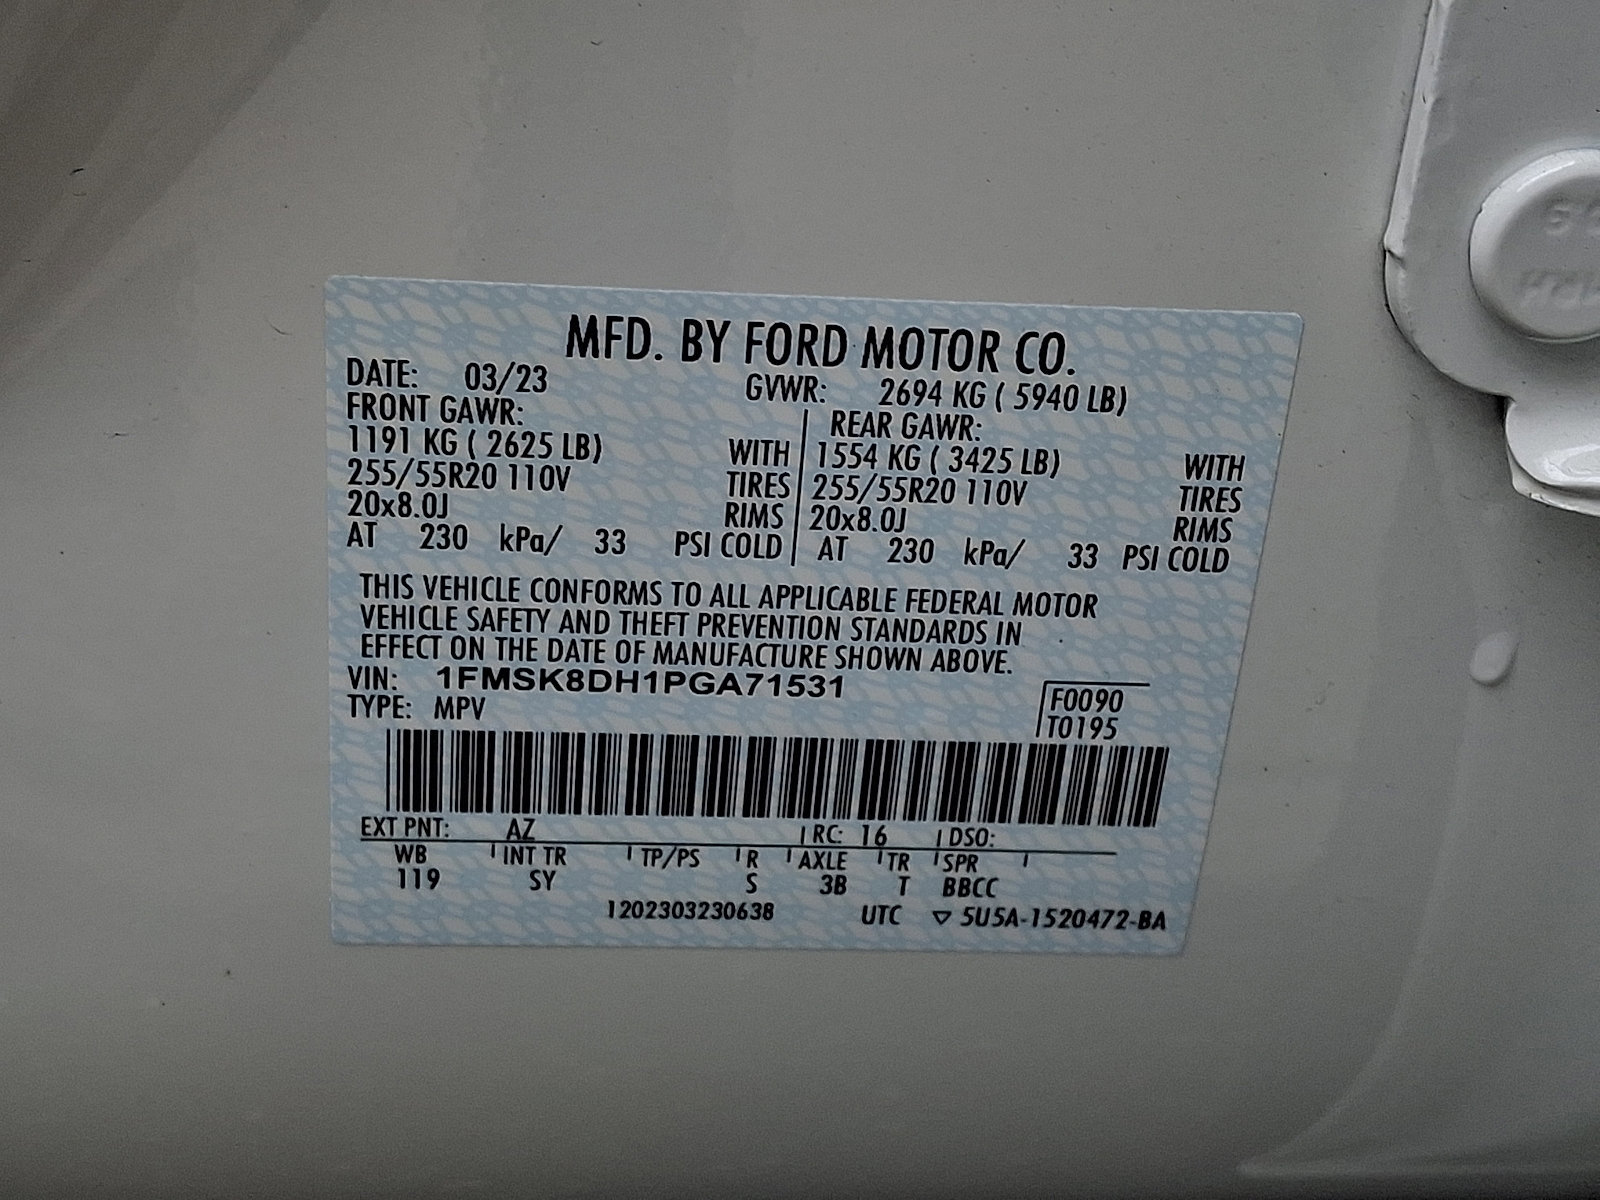 MFD. BY FORD MOTOR CO.
DATE: 03/23 GVWR: 2694 KG ( 5940 LB)
FRONT GAWR: REAR GAWR:
1191 KG ( 2625 LB) WITH 1554 KG ( 3425 LB) WITH
255/55R20 110V TIRES 255/55R20 110V TIRES
20x8.0J RIMS 20x8.0J RIMS
AT 230 kPa/ 33 PSI COLD AT 230 kPa/ 33 PSI COLD
THIS VEHICLE CONFORMS TO ALL APPLICABLE FEDERAL MOTOR
VEHICLE SAFETY AND THEFT PREVENTION STANDARDS IN
EFFECT ON THE DATE OF MANUFACTURE SHOWN ABOVE.
VIN: 1FMSK8DH1PGA71531 F0090
TYPE: MPV T0195
EXT PNT: AZ RC: 16 DSO:
WB INT TR TP/PS R AXLE TR SPR
119 SY S 3B T BBCC
1202303230638 UTC ▽ 5U5A-1520472-BA